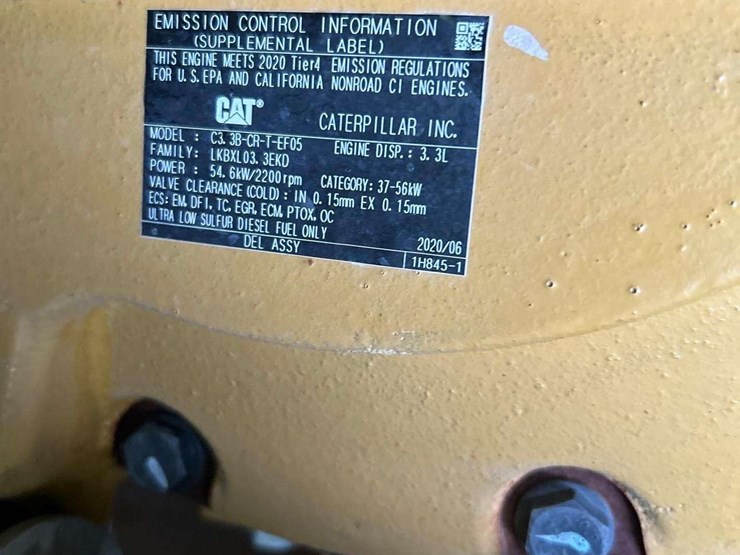 EMISSION CONTROL INFORMATION
(SUPPLEMENTAL LABEL)
THIS ENGINE MEETS 2020 Tier4 EMISSION REGULATIONS
FOR U.S. EPA AND CALIFORNIA NONROAD CI ENGINES.
CAT® CATERPILLAR INC.
MODEL : C3.3B-CR-T-EF05 ENGINE DISP.: 3.3L
FAMILY: LKBXL03.3EKD
POWER : 54.6kW/2200rpm CATEGORY: 37-56kW
VALVE CLEARANCE (COLD) : IN 0.15mm EX 0.15mm
ECS: EM, DFI, TC, EGR, ECM, PTOX, OC
ULTRA LOW SULFUR DIESEL FUEL ONLY 2020/06
DEL ASSY 1H845-1